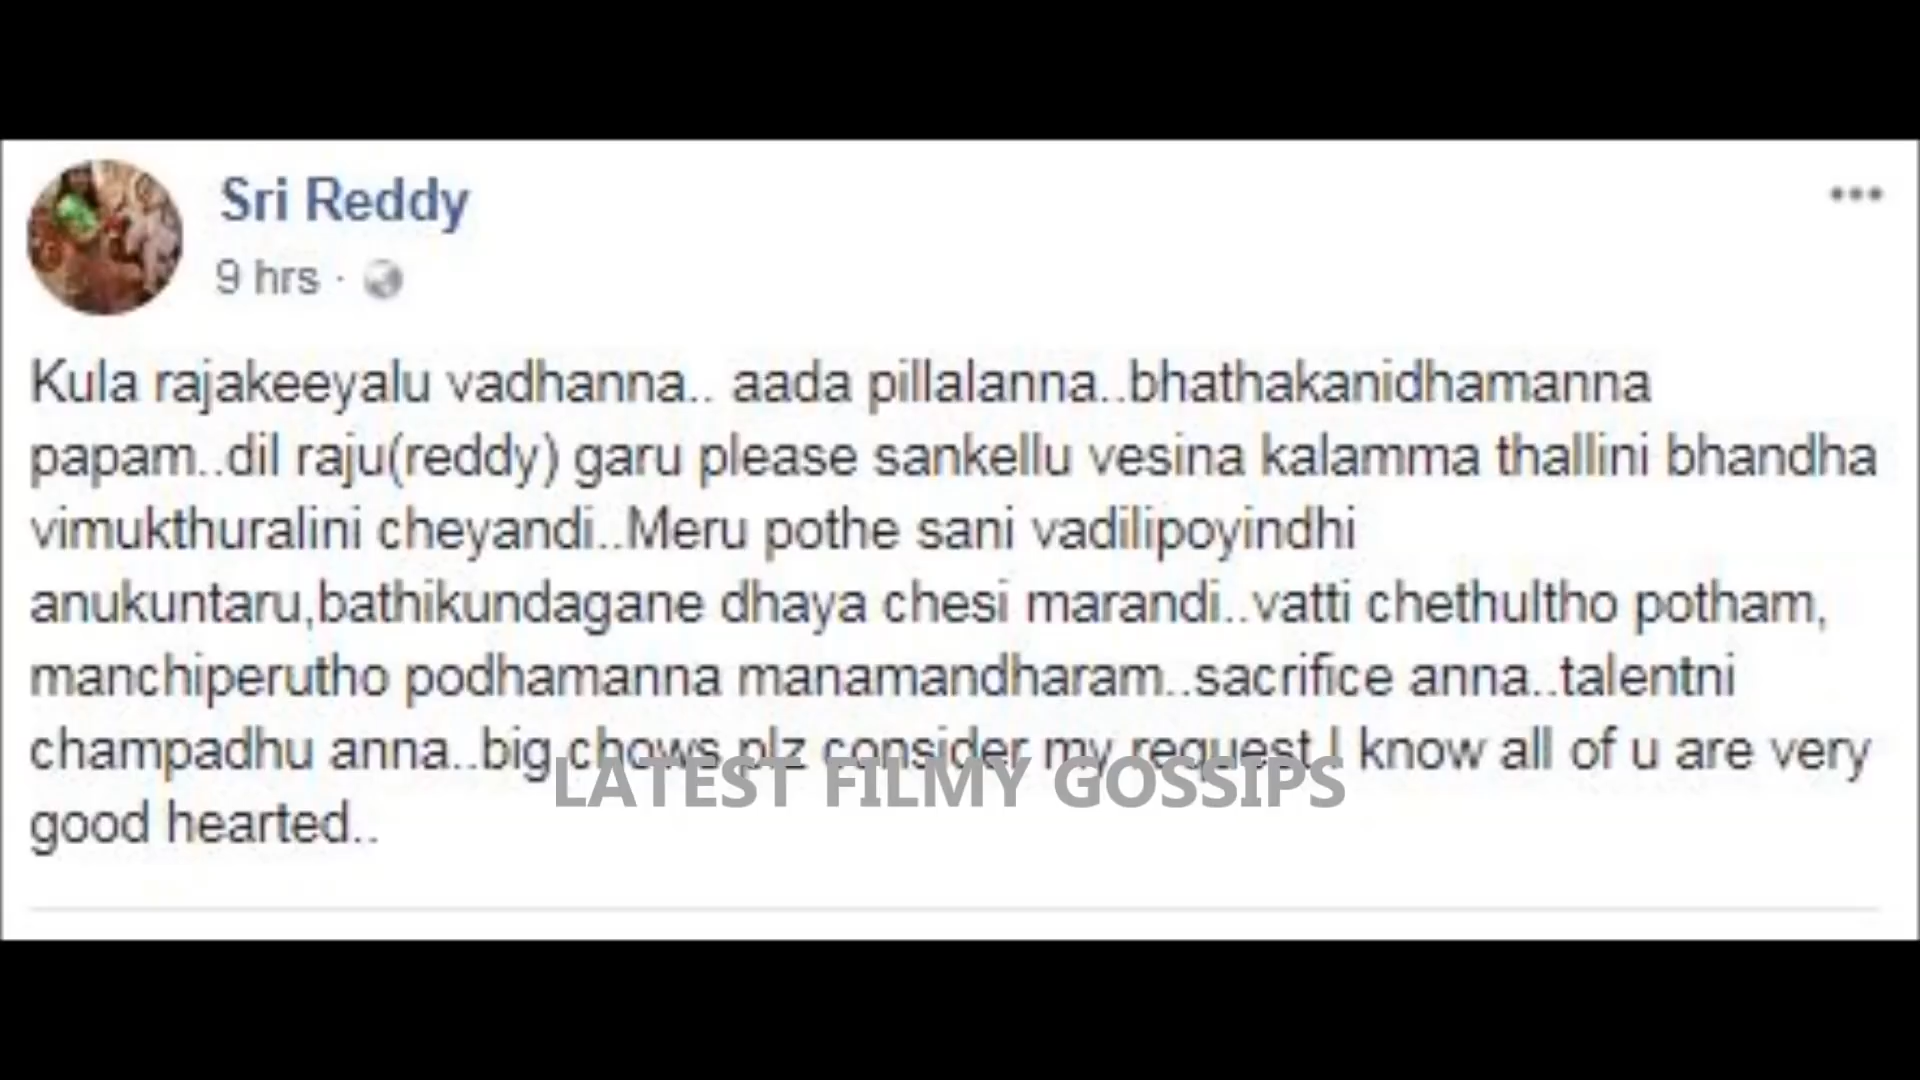 Sri Reddy
9 hrs ·
Kula rajakeeyalu vadhanna.. aada pillalanna..bhathakanidhamanna
papam..dil raju(reddy) garu please sankellu vesina kalamma thallini bhandha
vimukthuralini cheyandi..Meru pothe sani vadilipoyindhi
anukuntaru,bathikundagane dhaya chesi marandi..vatti chethultho potham,
manchiperutho podhamanna manamandharam..sacrifice anna..talentni
champadhu anna..big chows plz consider my request I know all of u are very
LATEST FILMY GOSSIPS
good hearted..